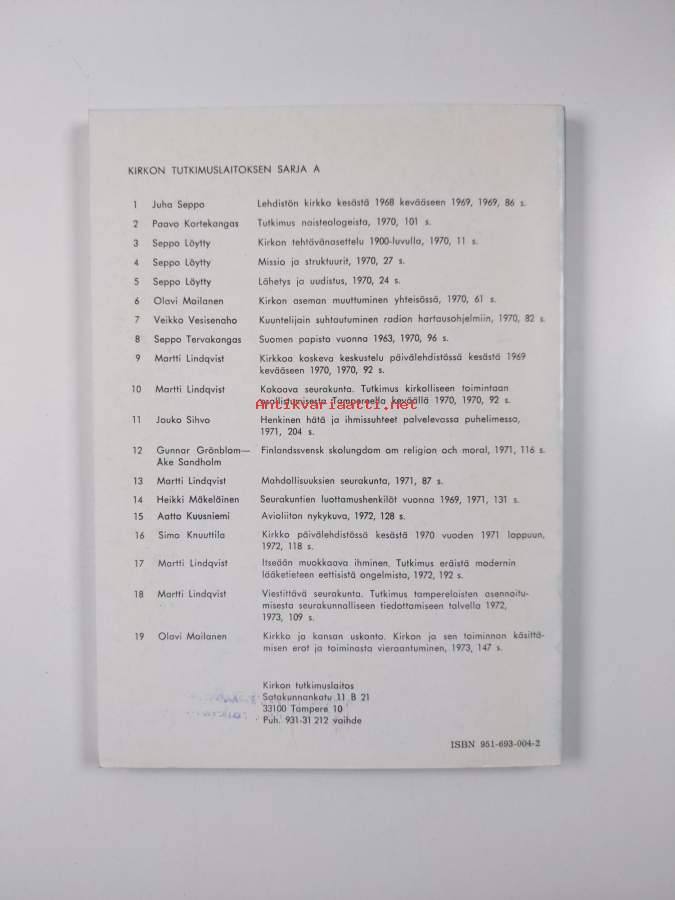 KIRKON TUTKIMUSLAITOKSEN SARJA A
1 Juha Seppo Lehdistön kirkko kesästä 1968 kevääseen 1969, 1969, 86 s.
2 Paavo Kortekangas Tutkimus naisteologeista, 1970, 101 s.
3 Seppo Löytty Kirkon tehtävänasettelu 1900-luvulla, 1970, 11 s.
4 Seppo Löytty Missio ja struktuurit, 1970, 27 s.
5 Seppo Löytty Lähetys ja uudistus, 1970, 24 s.
6 Olavi Mailanen Kirkon aseman muuttuminen yhteisössä, 1970, 61 s.
7 Veikko Vesisenaho Kuuntelijain suhtautuminen radion hartausohjelmiin, 1970, 82 s.
8 Seppo Tervakangas Suomen papisto vuonna 1963, 1970, 96 s.
9 Martti Lindqvist Kirkkoa koskeva keskustelu päivälehdistössä kesästä 1969
kevääseen 1970, 1970, 92 s.
10 Martti Lindqvist Kokoava seurakunta. Tutkimus kirkolliseen toimintaan
osallistumisesta Tampereella keväällä 1970, 1970, 92 s.
Antikvariaatti.net
11 Jouko Sihvo Henkinen hätä ja ihmissuhteet palvelevassa puhelimessa,
1971, 204 s.
12 Gunnar Grönblom— Finlandssvensk skolungdom om religion och moral, 1971, 116 s.
Åke Sandholm
13 Martti Lindqvist Mahdollisuuksien seurakunta, 1971, 87 s.
14 Heikki Mäkeläinen Seurakuntien luottamushenkilöt vuonna 1969, 1971, 131 s.
15 Aatto Kuusniemi Avioliiton nykykuva, 1972, 128 s.
16 Simo Knuuttila Kirkko päivälehdistössä kesästä 1970 vuoden 1971 loppuun,
1972, 118 s.
17 Martti Lindqvist Itseään muokkaava ihminen. Tutkimus eräistä modernin
lääketieteen eettisistä ongelmista, 1972, 192 s.
18 Martti Lindqvist Viestittävä seurakunta. Tutkimus tamperelaisten asennoitu-
misesta seurakunnalliseen tiedottamiseen talvella 1972,
1973, 109 s.
19 Olavi Mailanen Kirkko ja kansan uskonto. Kirkon ja sen toiminnan käsittä-
misen erot ja toiminasta vieraantuminen, 1973, 147 s.
Kirkon tutkimuslaitos
Satakunnankatu 11 B 21
33100 Tampere 10
Puh. 931-31 212 vaihde
ISBN 951-693-004-2